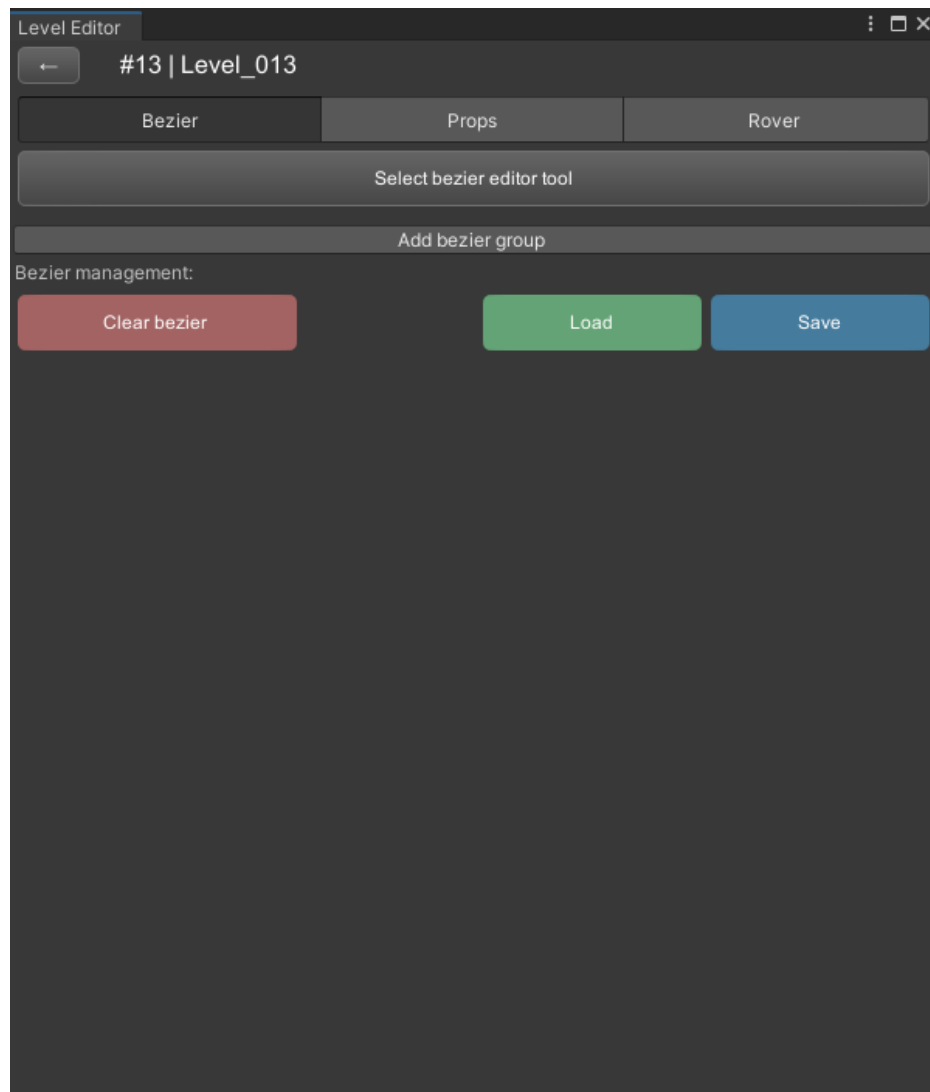 Level Editor
← #13 | Level_013
Bezier Props Rover
Select bezier editor tool
Add bezier group
Bezier management:
Clear bezier Load Save